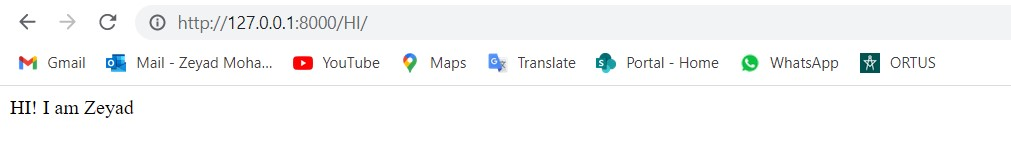 http://127.0.0.1:8000/HI/
Gmail Mail - Zeyad Moha... YouTube Maps Translate Portal - Home WhatsApp ORTUS
HI! I am Zeyad